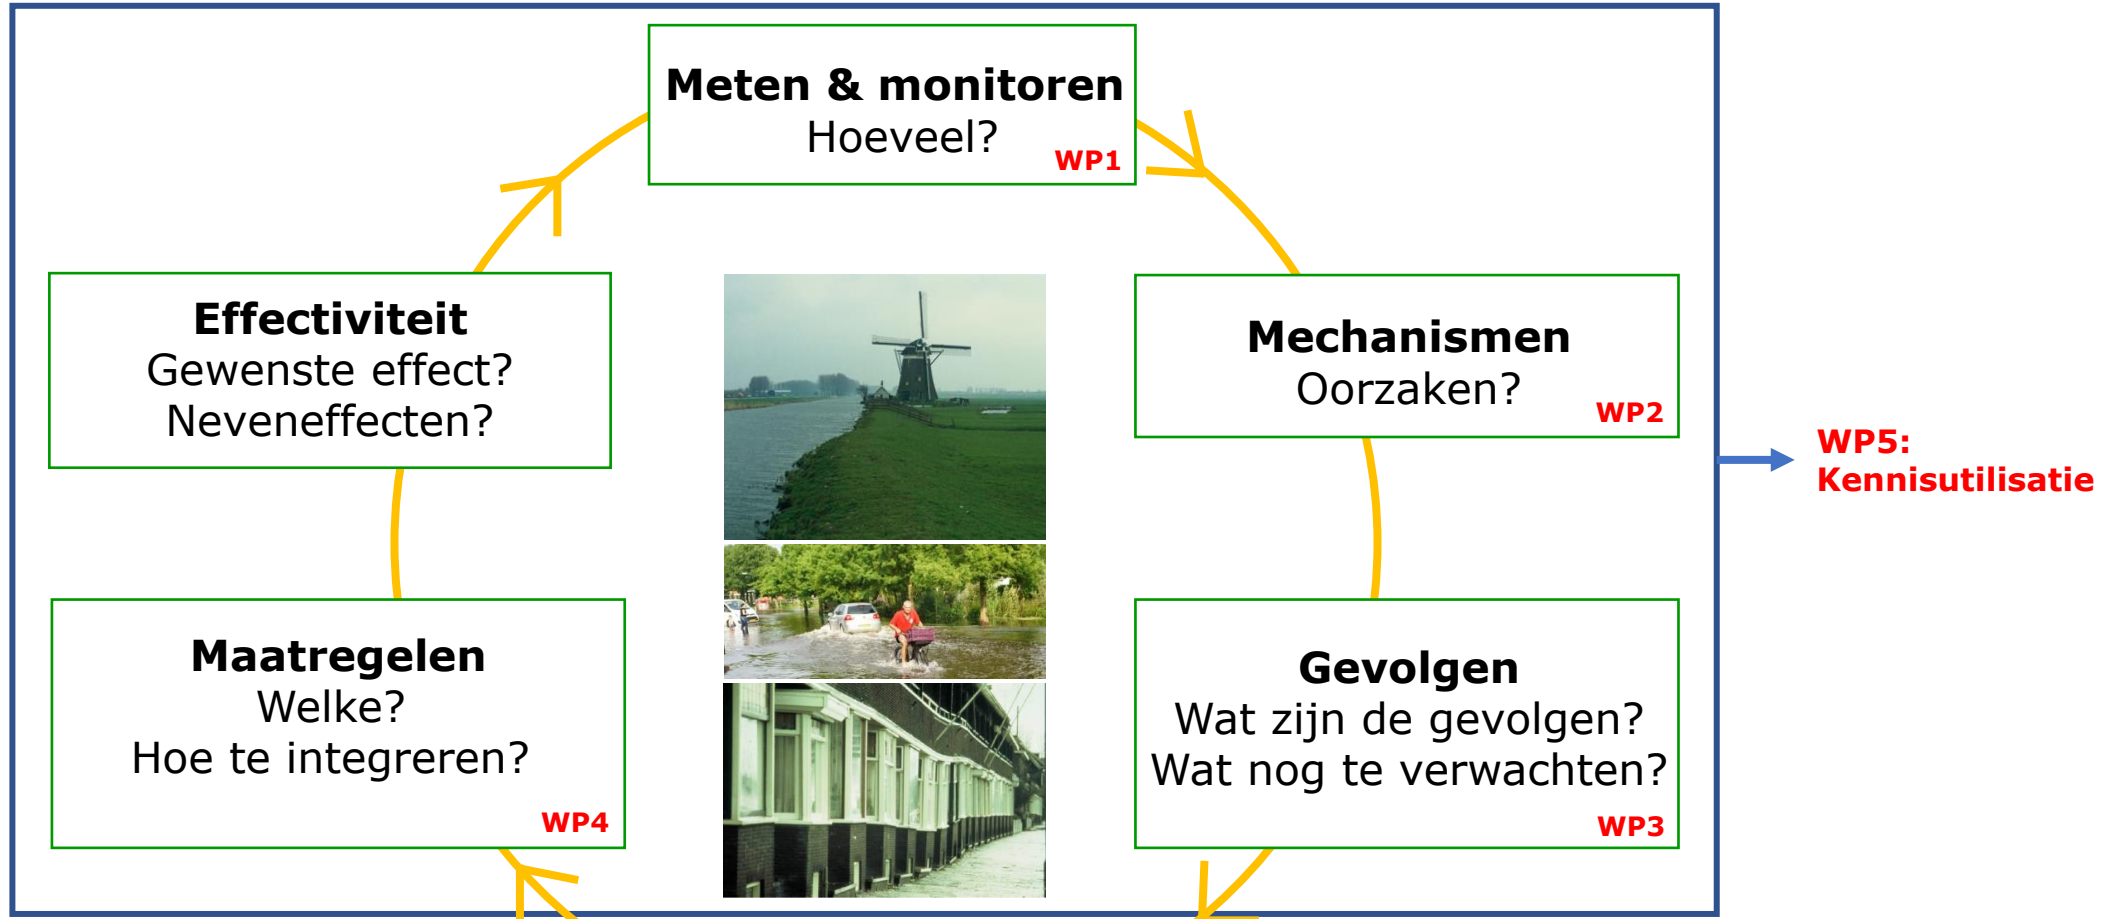 Meten & monitoren
Hoeveel?
WP1
Mechanismen
Oorzaken?
WP2
Gevolgen
Wat zijn de gevolgen?
Wat nog te verwachten?
WP3
Maatregelen
Welke?
Hoe te integreren?
WP4
Effectiviteit
Gewenste effect?
Neveneffecten?
WP5:
Kennisutilisatie